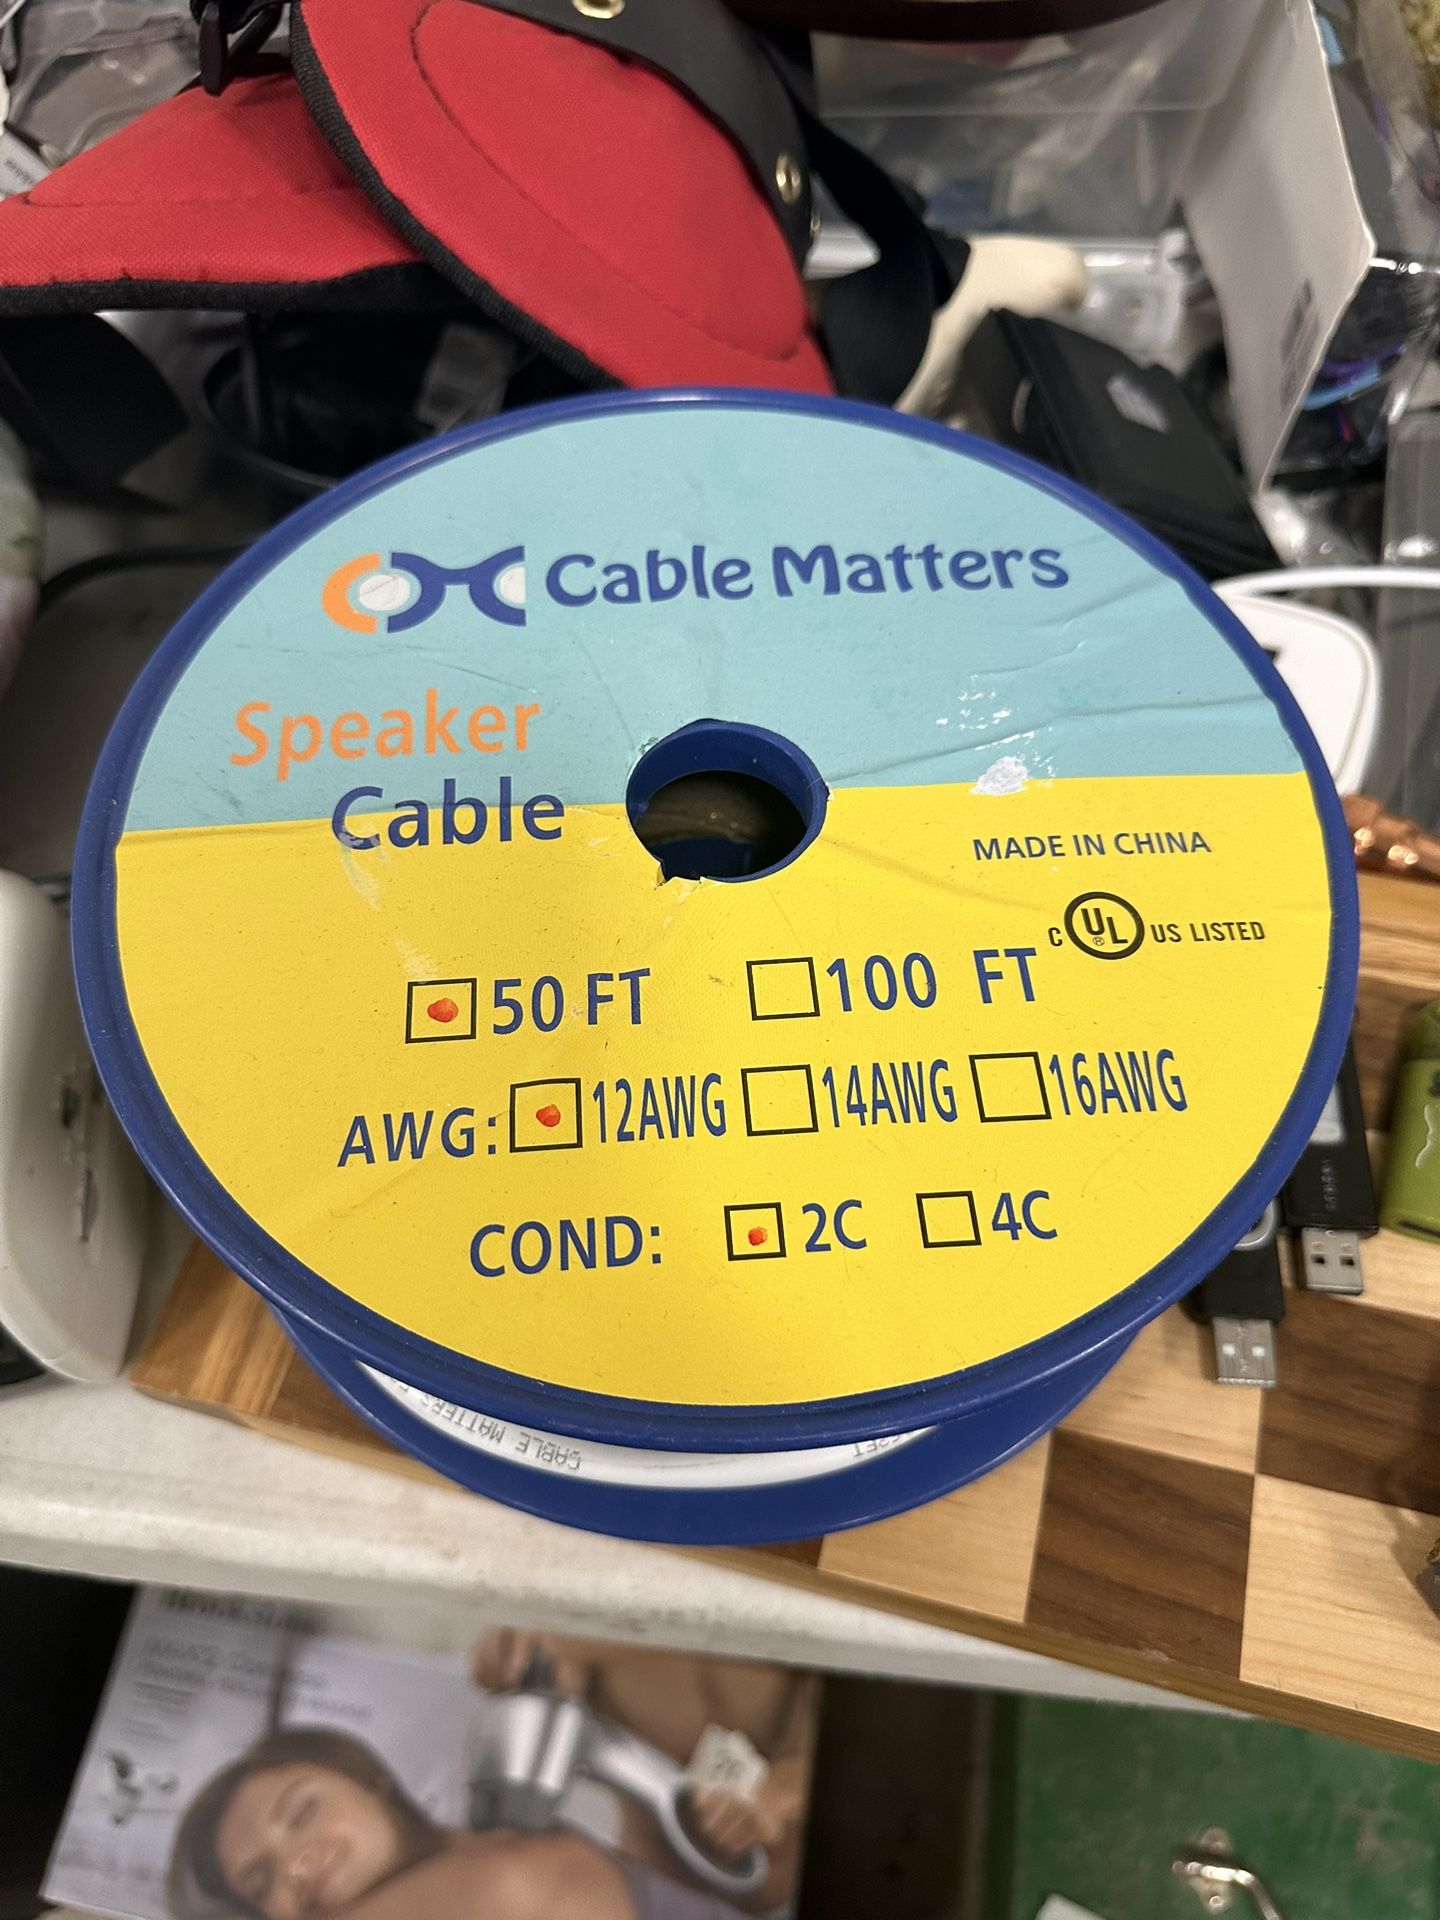 Cable Matters
Speaker
Cable
MADE IN CHINA
C UL® US LISTED
50 FT 100 FT
AWG: 12AWG 14AWG 16AWG
COND: 2C 4C
CABLE MATTERS